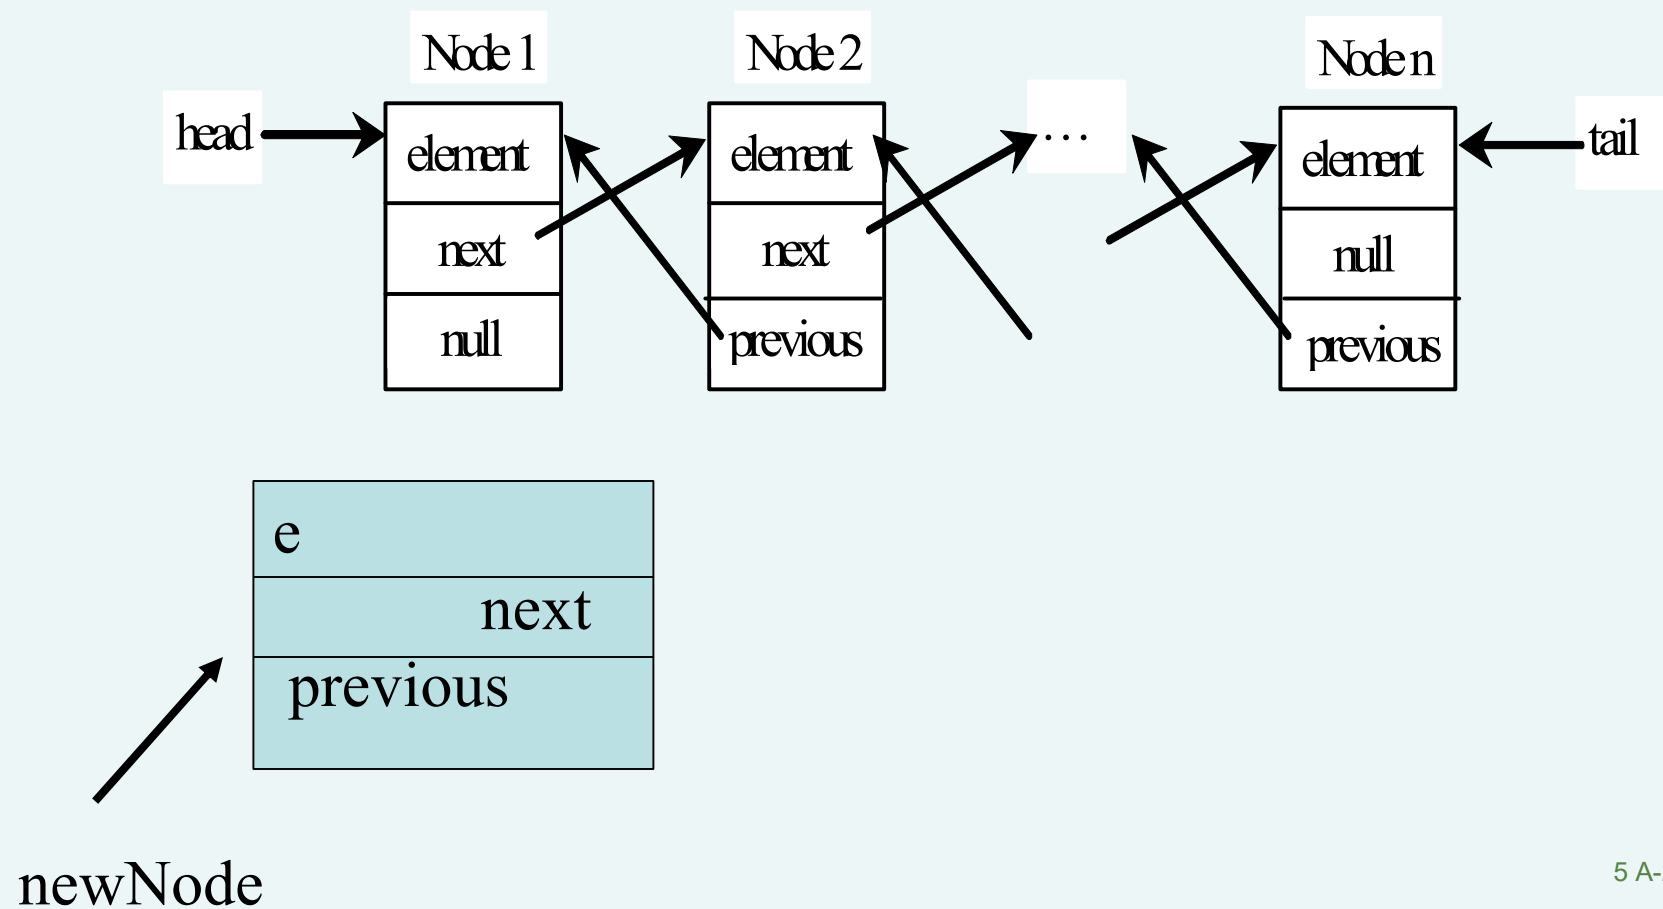 Node 1
Node 2
Node n
head
element
next
null
element
next
previous
...
element
null
previous
tail
e
next
previous
newNode
5 A-